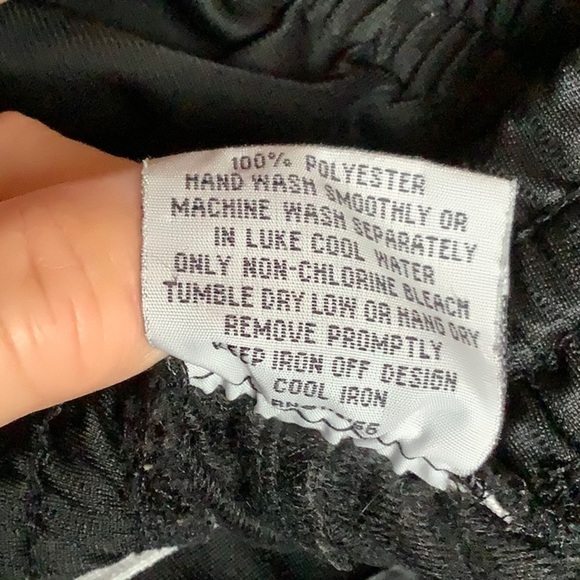 100% POLYESTER
HAND WASH SMOOTHLY OR
MACHINE WASH SEPARATELY
IN LUKE COOL WATER
ONLY NON-CHLORINE BLEACH
TUMBLE DRY LOW OR HANG DRY
REMOVE PROMPTLY
KEEP IRON OFF DESIGN
COOL IRON